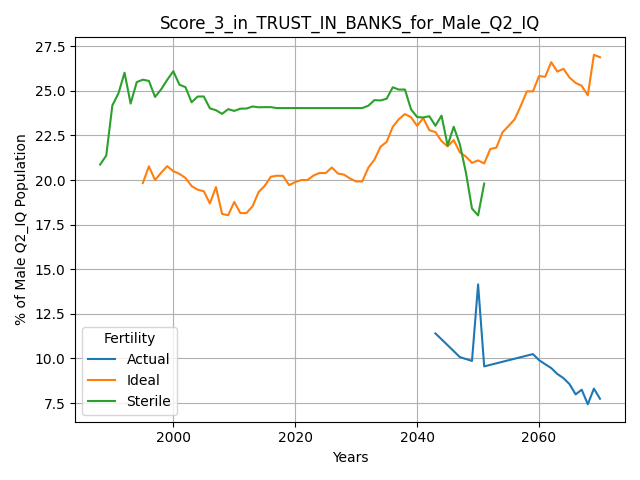 Score_3_in_TRUST_IN_BANKS_for_Male_Q2_IQ
% of Male Q2_IQ Population
27.5
25.0
22.5
20.0
17.5
15.0
12.5
10.0
7.5
Fertility
Actual
Ideal
Sterile
2000
2020
2040
2060
Years